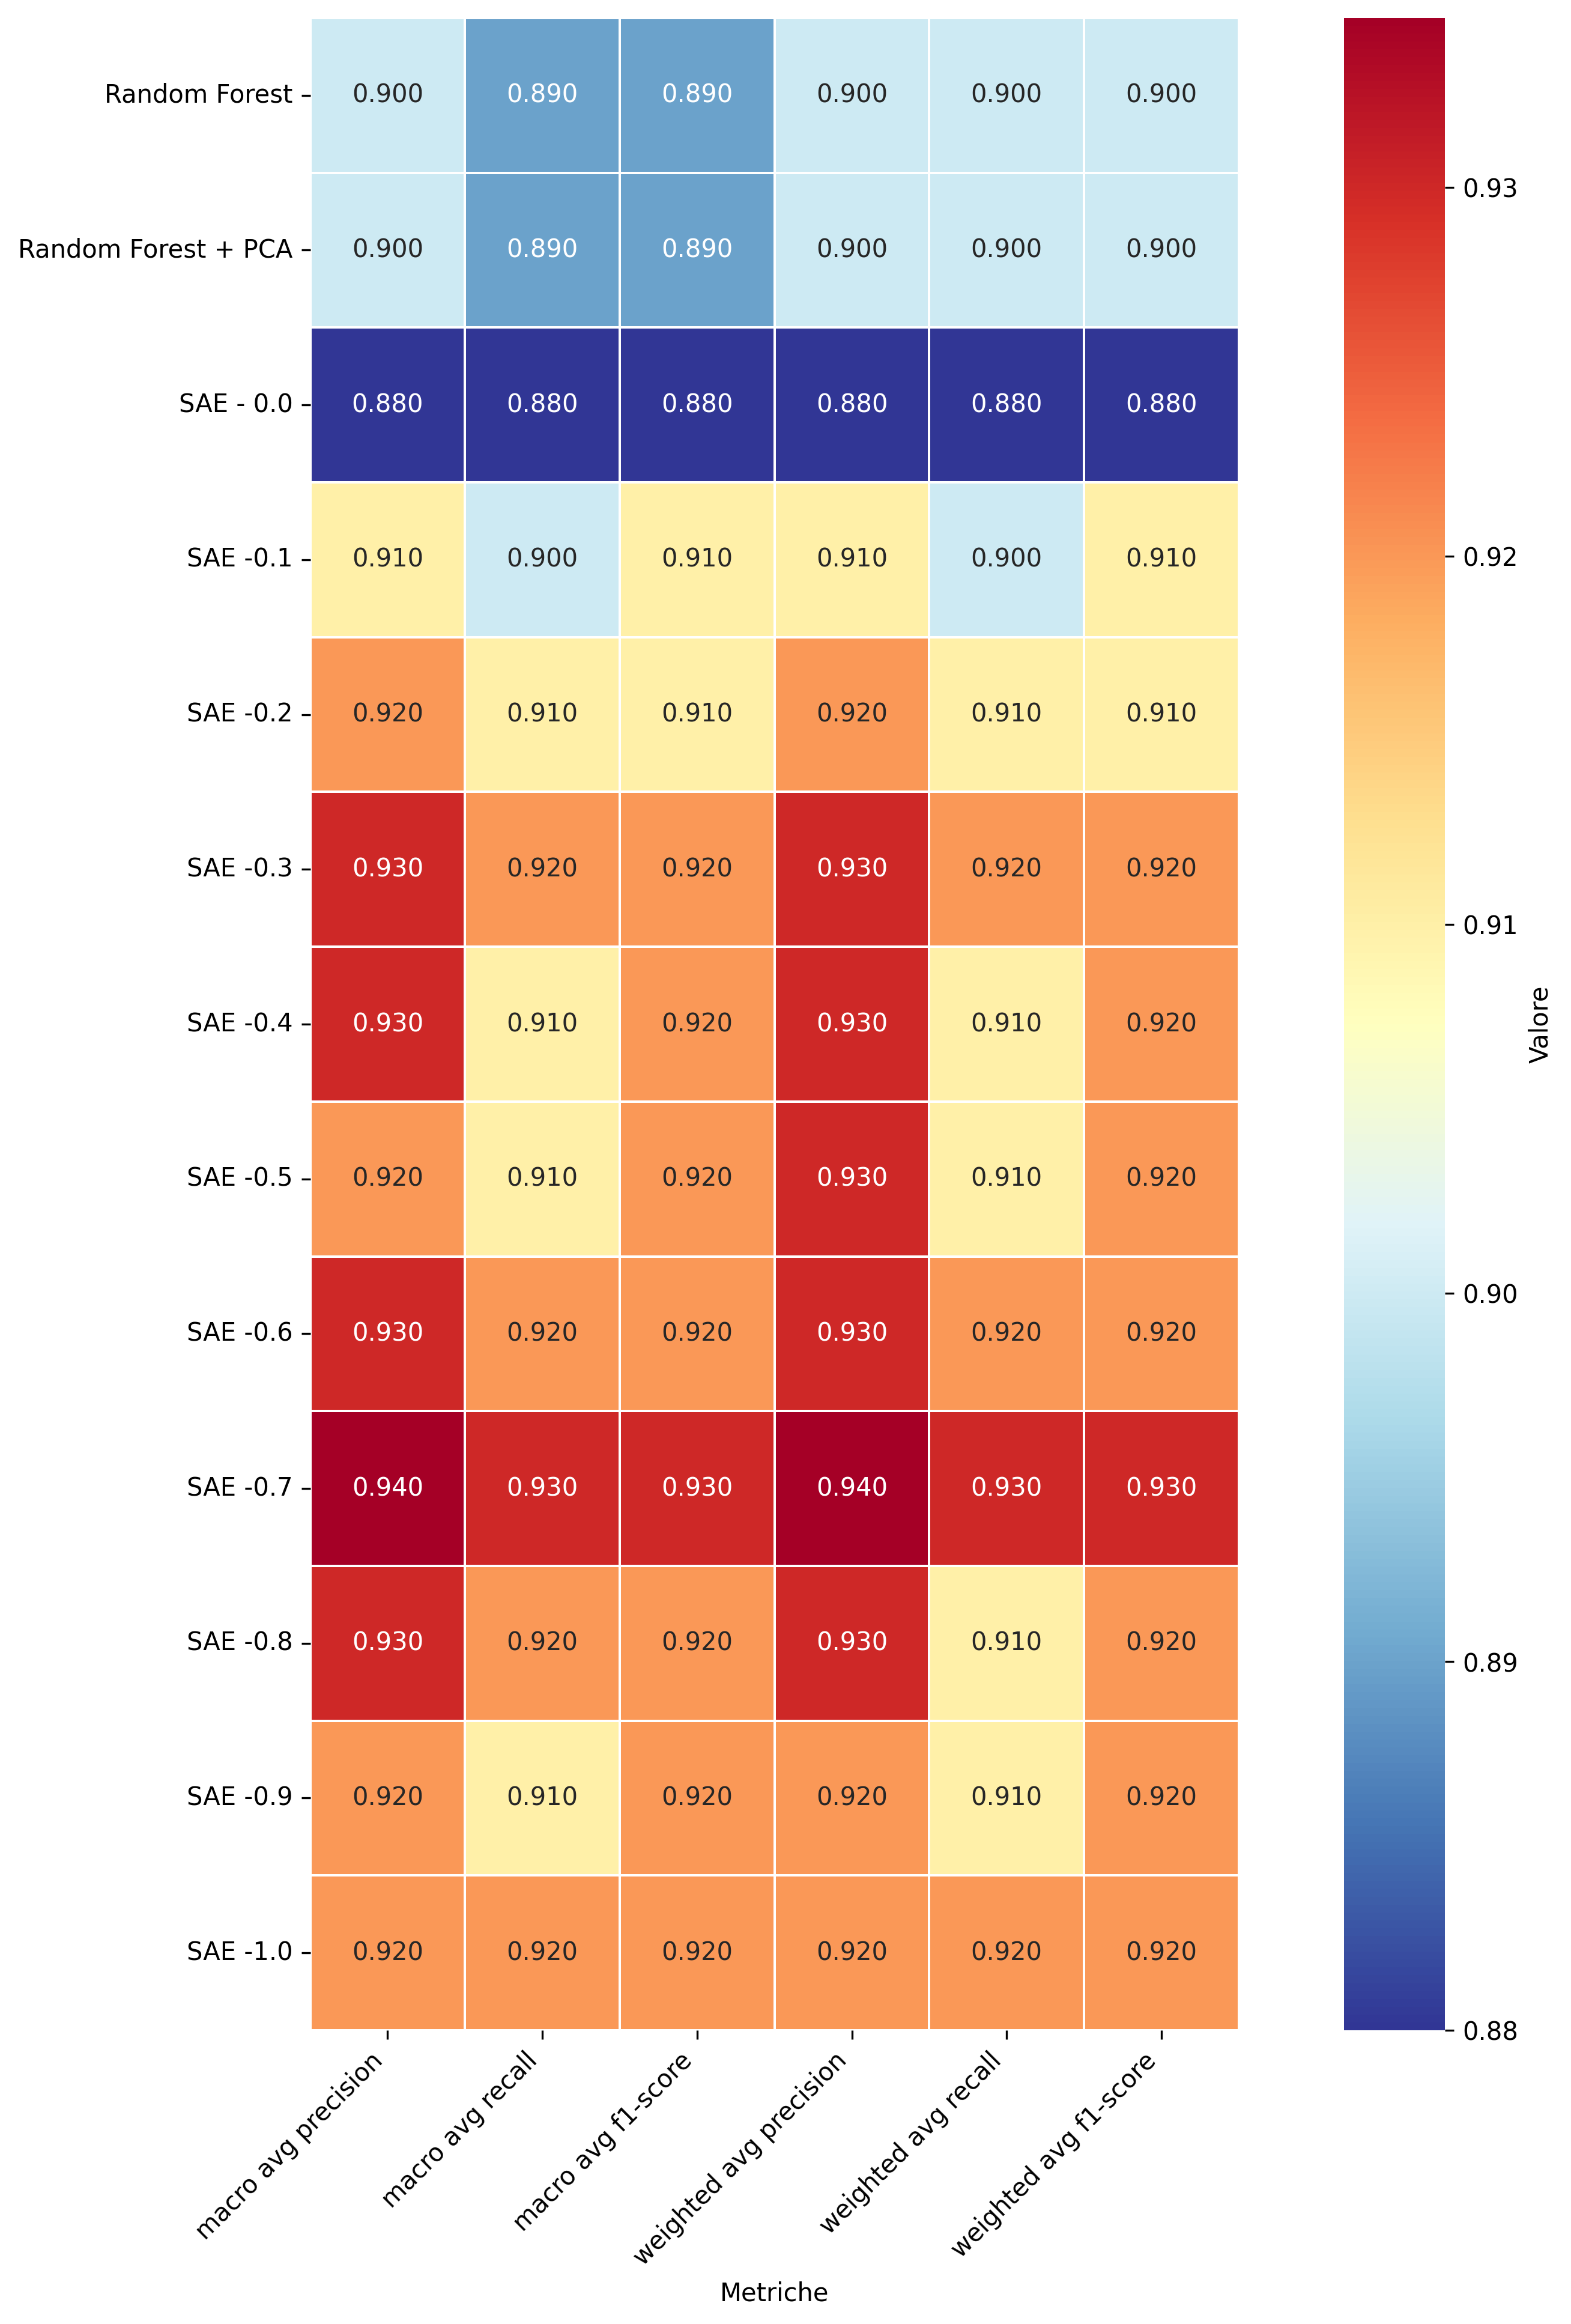 Random Forest 0.900 0.890 0.890 0.900 0.900 0.900
Random Forest + PCA 0.900 0.890 0.890 0.900 0.900 0.900
SAE - 0.0 0.880 0.880 0.880 0.880 0.880 0.880
SAE -0.1 0.910 0.900 0.910 0.910 0.900 0.910
SAE -0.2 0.920 0.910 0.910 0.920 0.910 0.910
SAE -0.3 0.930 0.920 0.920 0.930 0.920 0.920
SAE -0.4 0.930 0.910 0.920 0.930 0.910 0.920
SAE -0.5 0.920 0.910 0.920 0.930 0.910 0.920
SAE -0.6 0.930 0.920 0.920 0.930 0.920 0.920
SAE -0.7 0.940 0.930 0.930 0.940 0.930 0.930
SAE -0.8 0.930 0.920 0.920 0.930 0.910 0.920
SAE -0.9 0.920 0.910 0.920 0.920 0.910 0.920
SAE -1.0 0.920 0.920 0.920 0.920 0.920 0.920
macro avg precision
macro avg recall
macro avg f1-score
weighted avg precision
weighted avg recall
weighted avg f1-score
Metriche
0.93
0.92
0.91
0.90
0.89
0.88
Valore